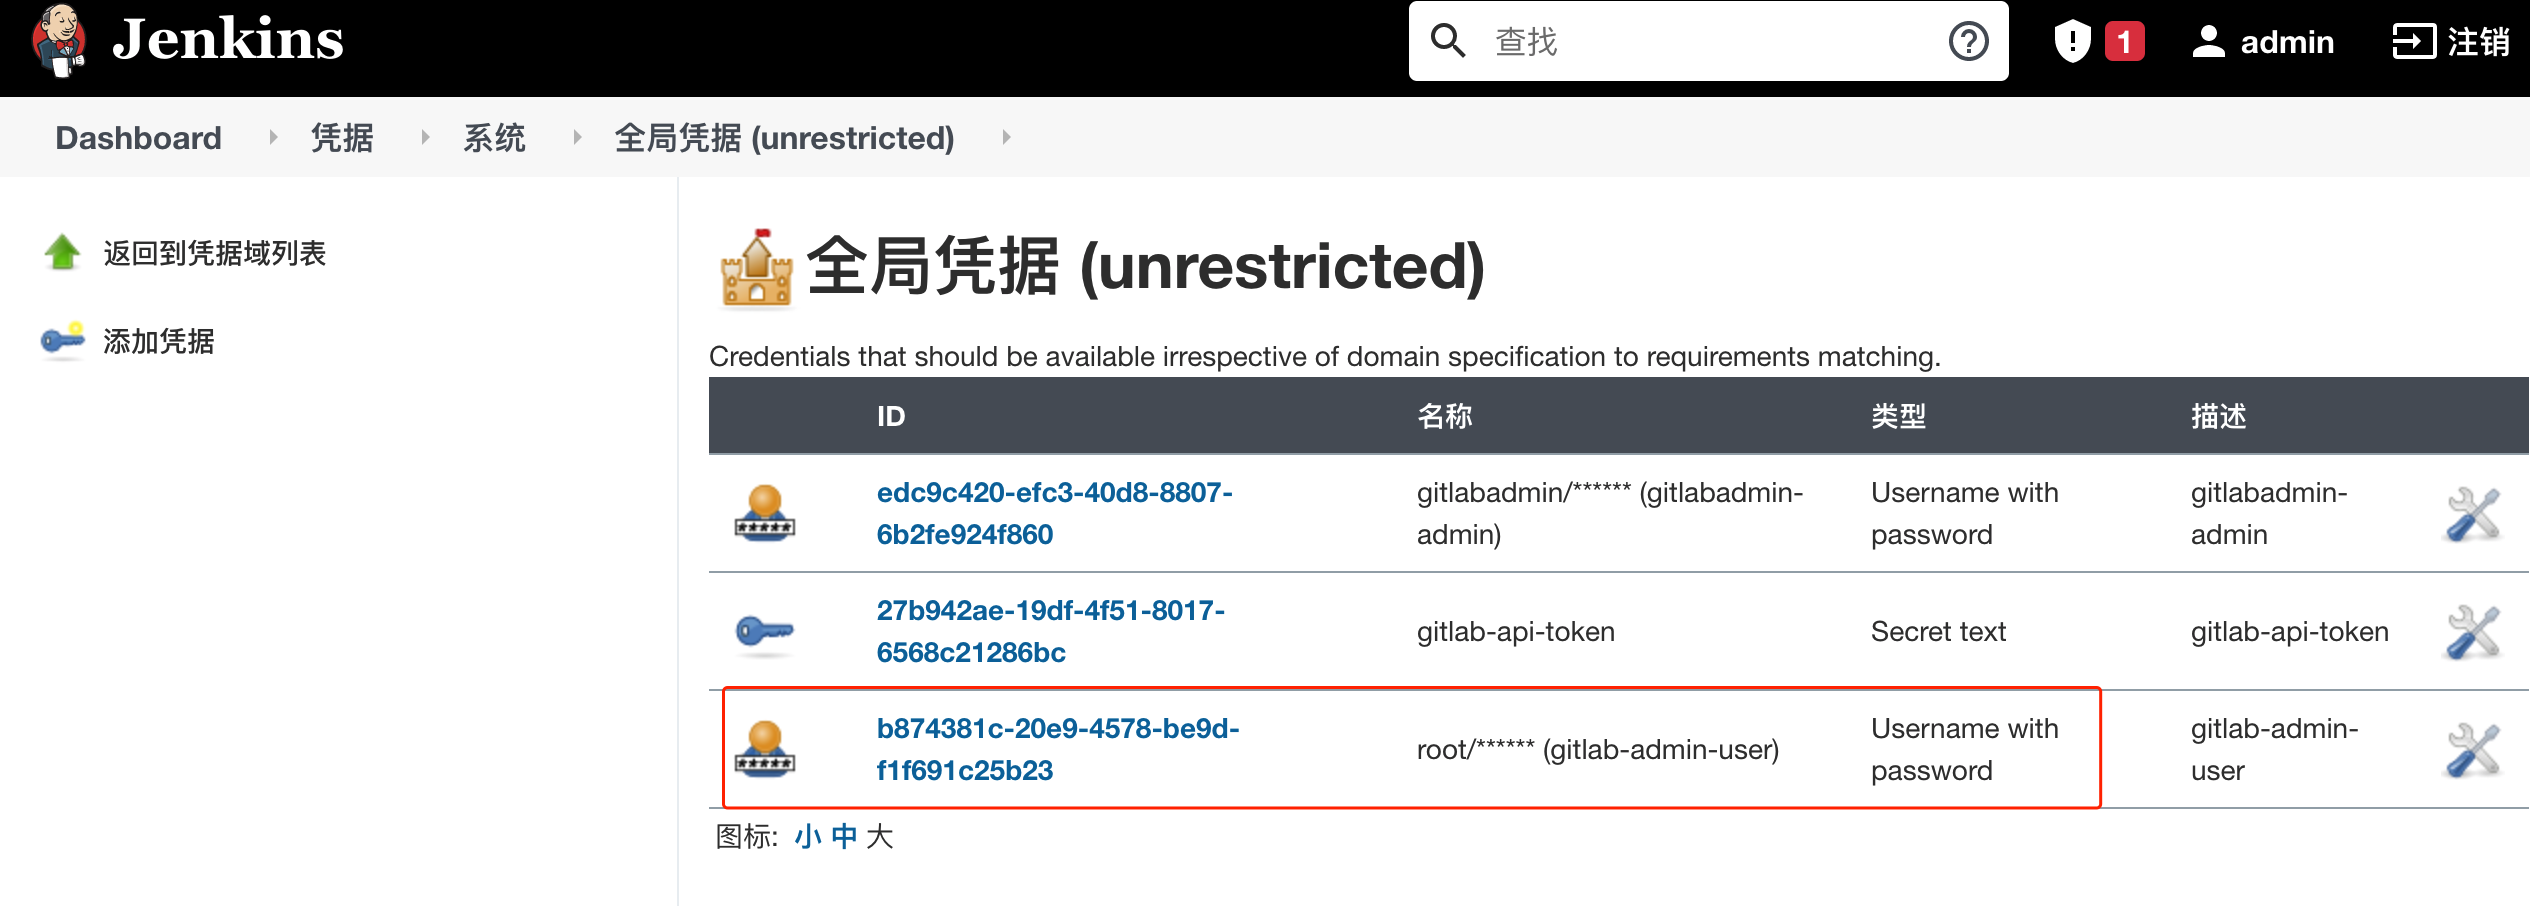 Jenkins
查找
1
admin
注销
Dashboard
凭据
系统
全局凭据 (unrestricted)
返回到凭据域列表
添加凭据
全局凭据 (unrestricted)
Credentials that should be available irrespective of domain specification to requirements matching.
ID 名称 类型 描述
edc9c420-efc3-40d8-8807-
6b2fe924f860
gitlabadmin/****** (gitlabadmin-
admin)
Username with
password
gitlabadmin-
admin
27b942ae-19df-4f51-8017-
6568c21286bc
gitlab-api-token
Secret text
gitlab-api-token
b874381c-20e9-4578-be9d-
f1f691c25b23
root/****** (gitlab-admin-user)
Username with
password
gitlab-admin-
user
图标: 小 中 大